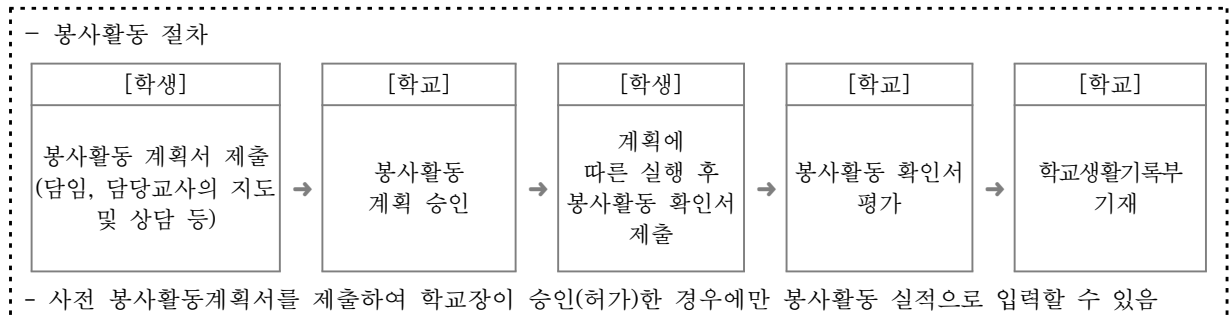 - 봉사활동 절차
[학생]
봉사활동 계획서 제출
(담임, 담당교사의 지도
및 상담 등)
➜
[학교]
봉사활동
계획 승인
➜
[학생]
계획에
따른 실행 후
봉사활동 확인서
제출
➜
[학교]
봉사활동 확인서
평가
➜
[학교]
학교생활기록부
기재
- 사전 봉사활동계획서를 제출하여 학교장이 승인(허가)한 경우에만 봉사활동 실적으로 입력할 수 있음